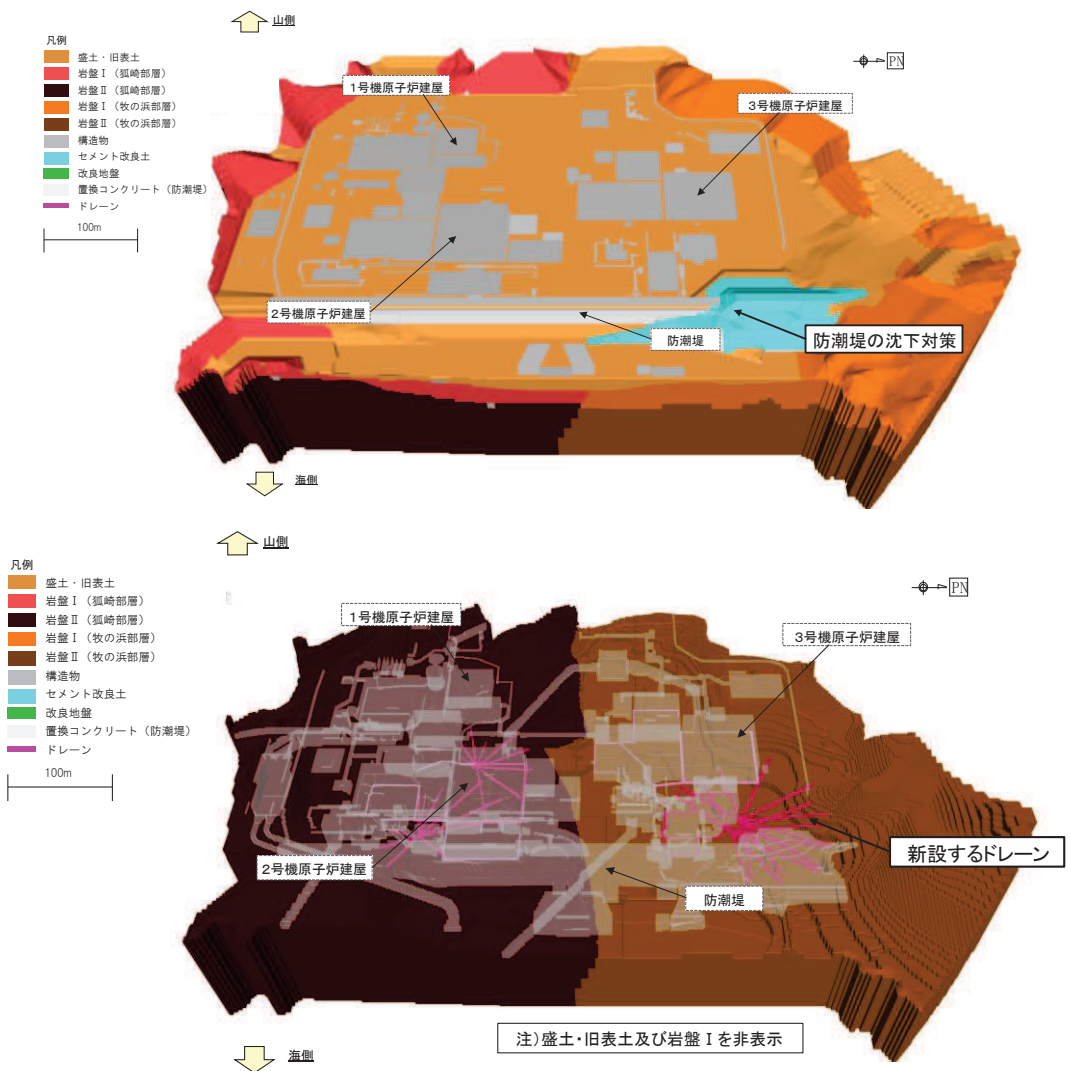 山側
凡例
盛土・旧表土
岩盤Ⅰ（狐崎部層）
岩盤Ⅱ（狐崎部層）
岩盤Ⅰ（牧の浜部層）
岩盤Ⅱ（牧の浜部層）
構造物
セメント改良土
改良地盤
置換コンクリート（防潮堤）
ドレーン
100m
PN
1号機原子炉建屋
3号機原子炉建屋
2号機原子炉建屋
防潮堤
防潮堤の沈下対策
海側
山側
凡例
盛土・旧表土
岩盤Ⅰ（狐崎部層）
岩盤Ⅱ（狐崎部層）
岩盤Ⅰ（牧の浜部層）
岩盤Ⅱ（牧の浜部層）
構造物
セメント改良土
改良地盤
置換コンクリート（防潮堤）
ドレーン
100m
PN
1号機原子炉建屋
3号機原子炉建屋
2号機原子炉建屋
新設するドレーン
防潮堤
注）盛土・旧表土及び岩盤Ⅰを非表示
海側